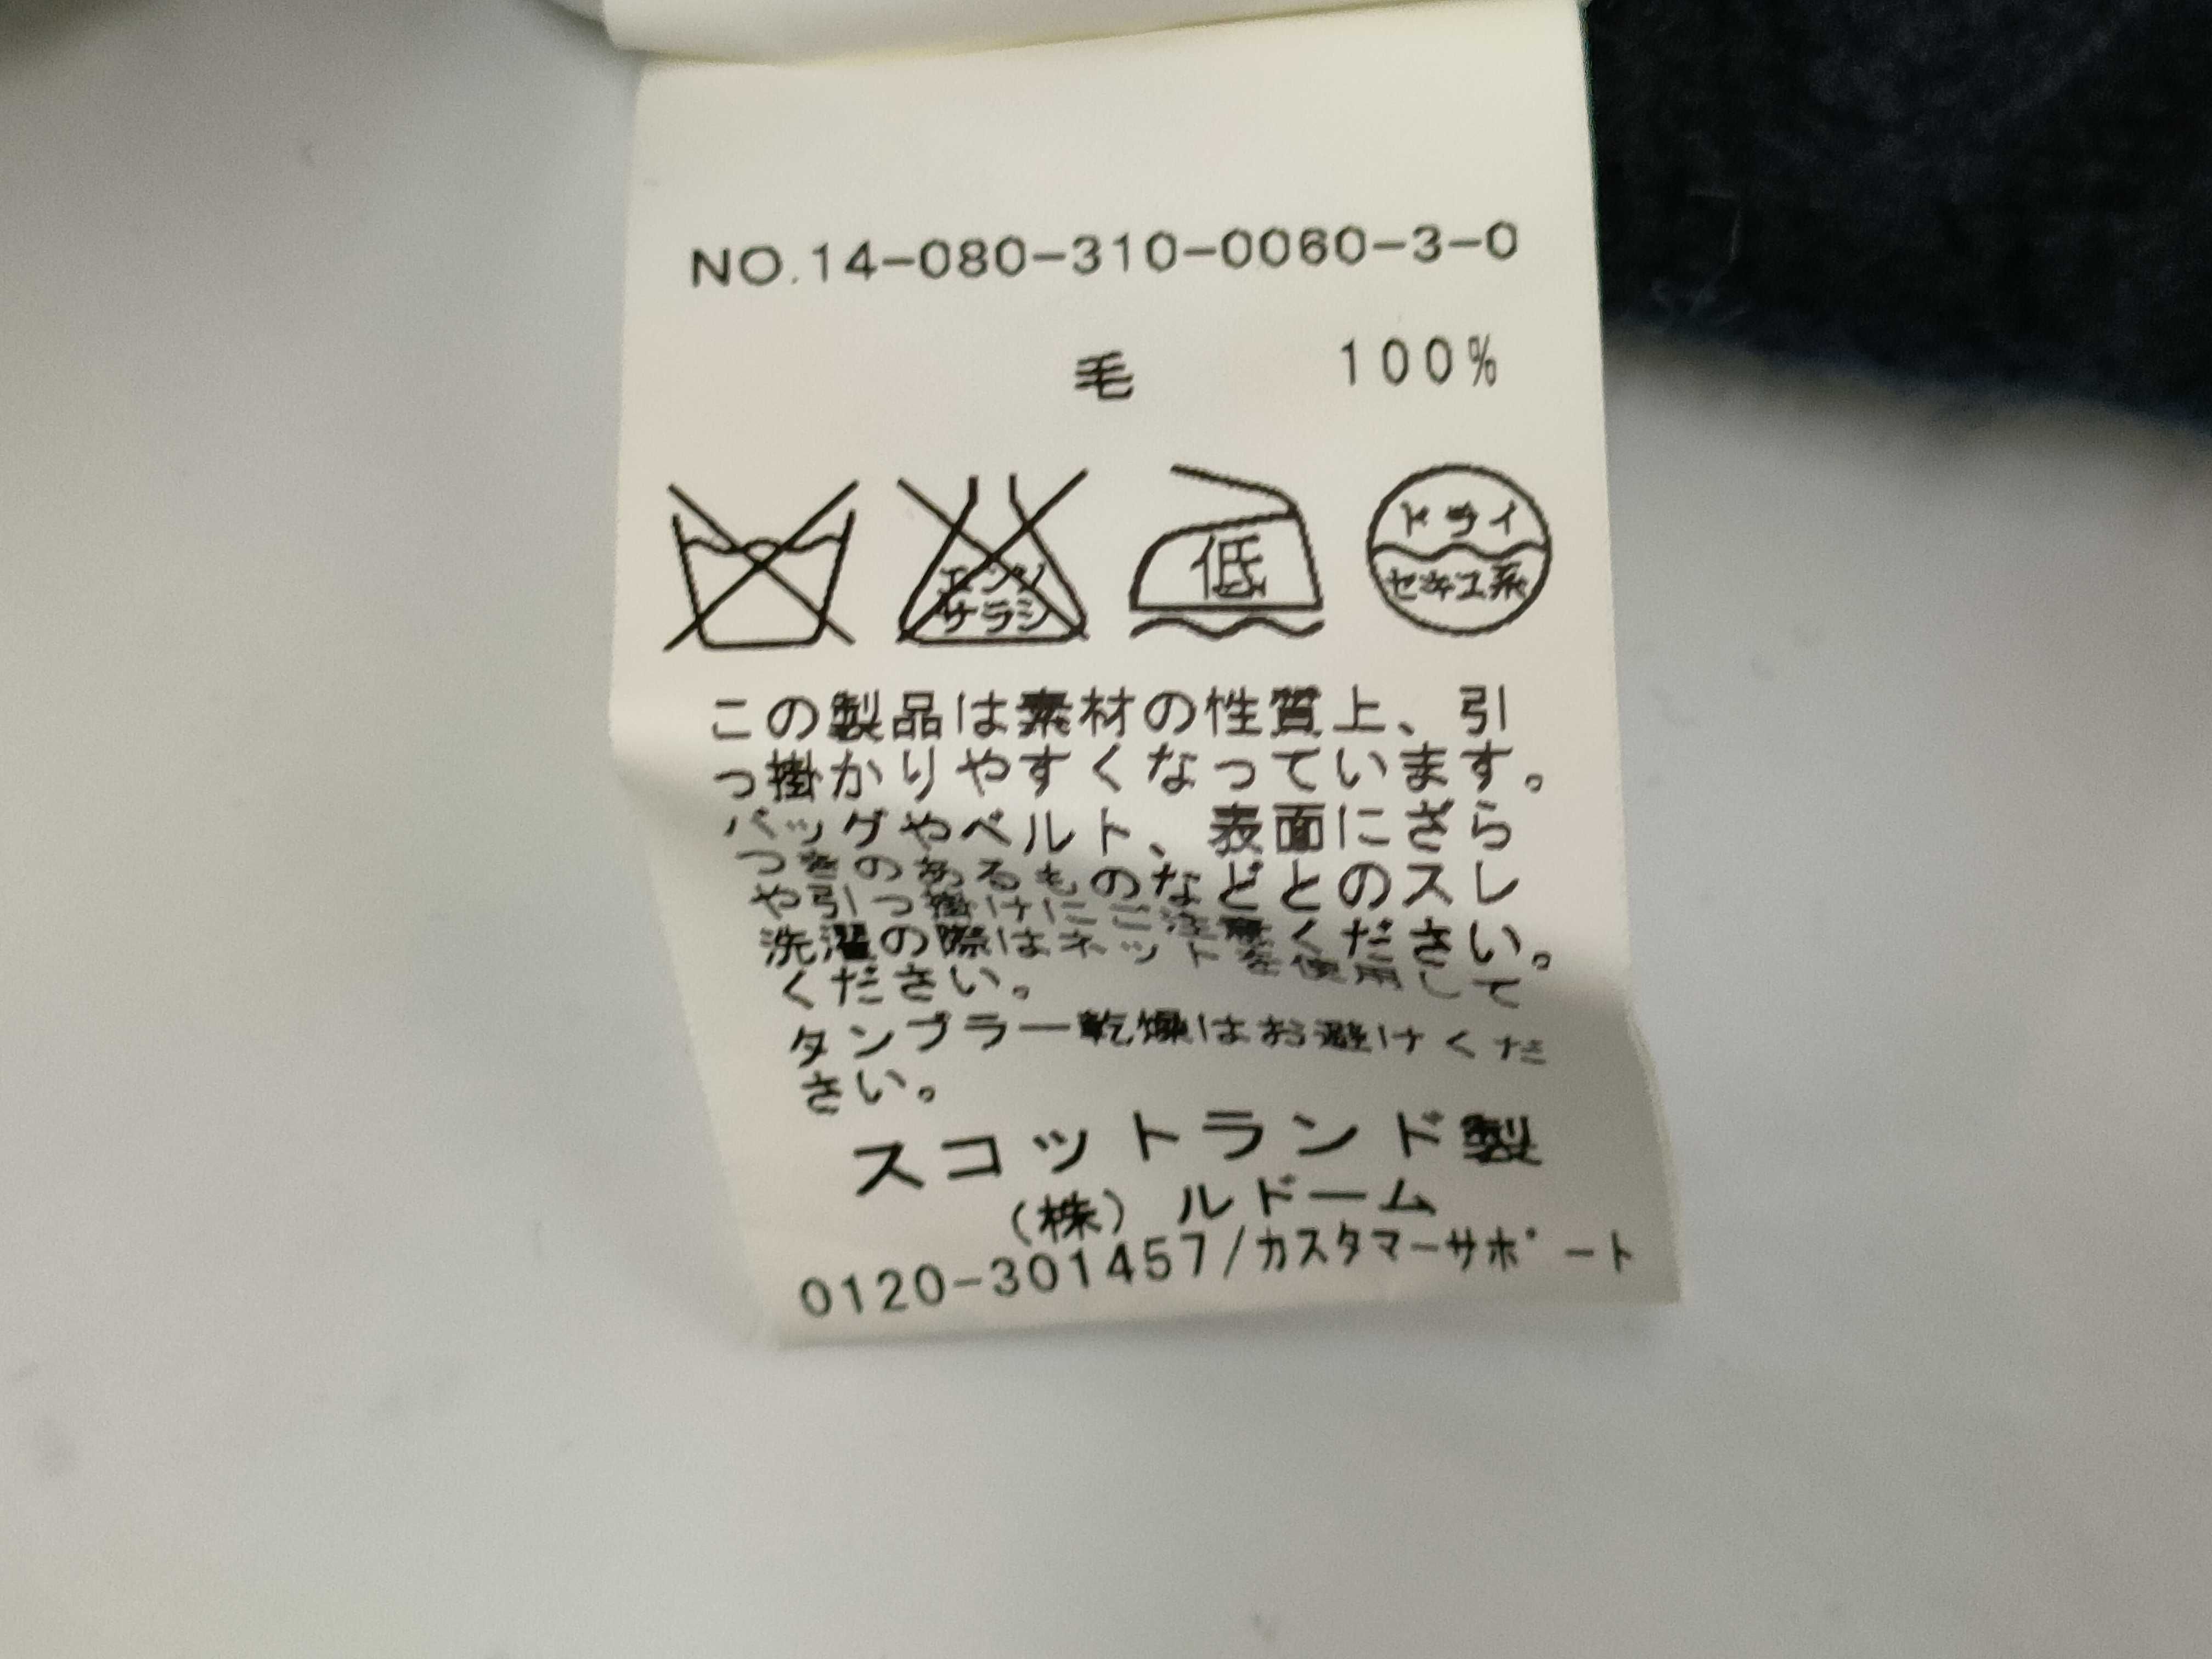 NO.14-080-310-0060-3-0
毛 100%
エンソ
サラシ
低
ドライ
セキユ系
この製品は素材の性質上、引
っ掛かりやすくなっています。
バッグやベルト、表面にざら
つきのあるものなどとのスレ
や引っ掛けにご注意ください。
洗濯の際はネットを使用して
ください。
タンブラー乾燥はお避けくだ
さい。
スコットランド製
(株)ルドーム
0120-301457/カスタマーサポート